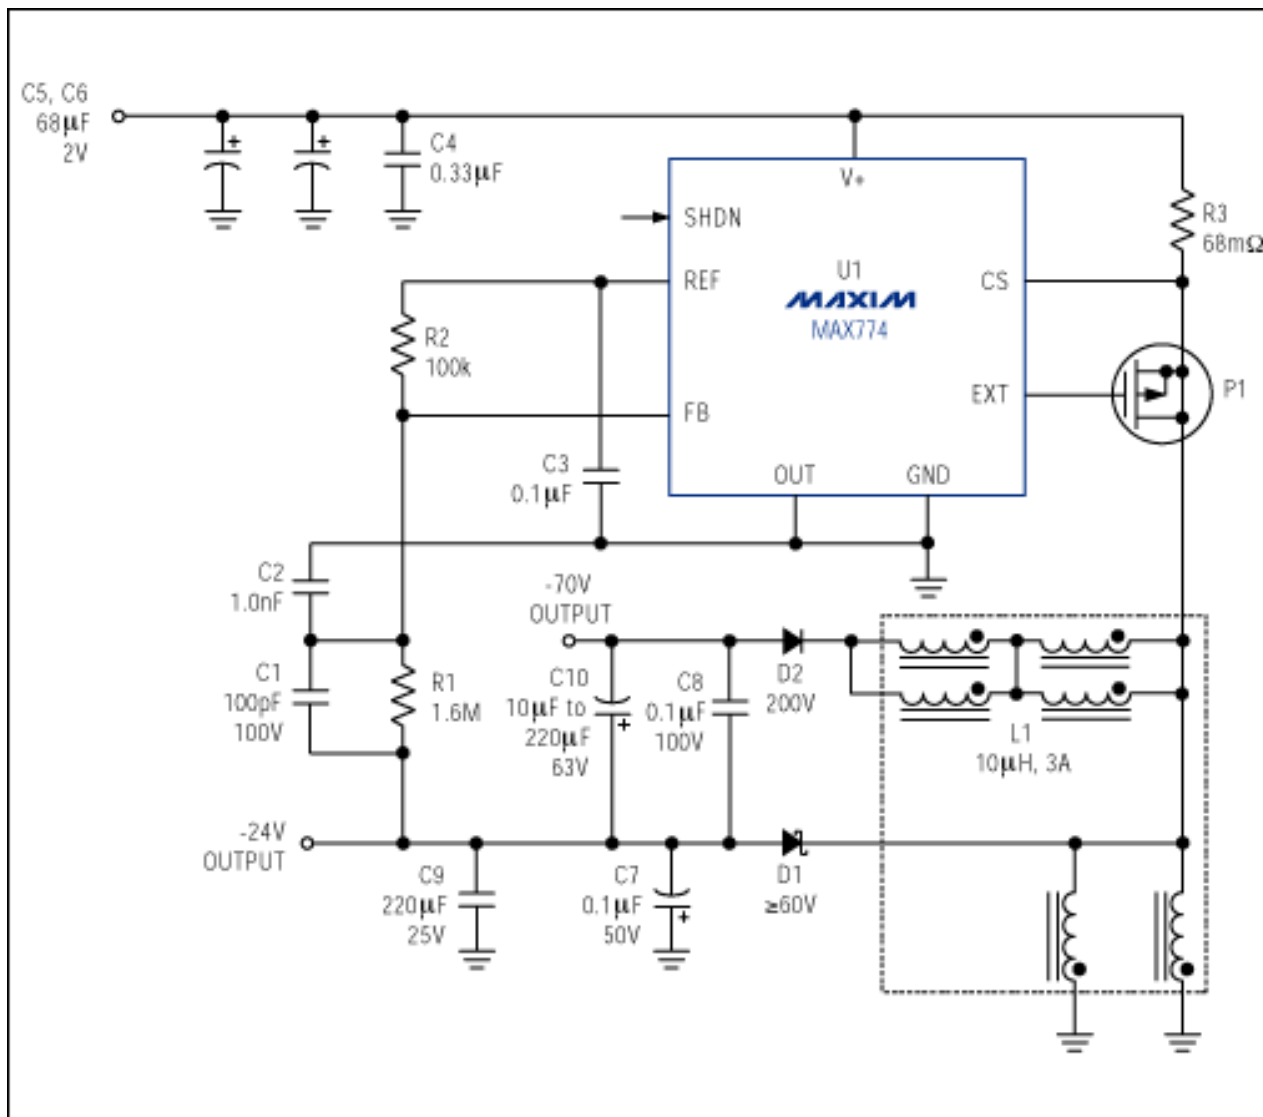 C5, C6
68µF
2V
+
+
C4
0.33µF
V+
SHDN
REF
U1
MAXIM
MAX774
CS
R3
68mΩ
R2
100k
FB
EXT
P1
C3
0.1µF
OUT
GND
C2
1.0nF
-70V
OUTPUT
C1
100pF
100V
R1
1.6M
C10
10µF to
220µF
63V
+
C8
0.1µF
100V
D2
200V
L1
10µH, 3A
-24V
OUTPUT
C9
220µF
25V
C7
0.1µF
50V
+
D1
≥60V